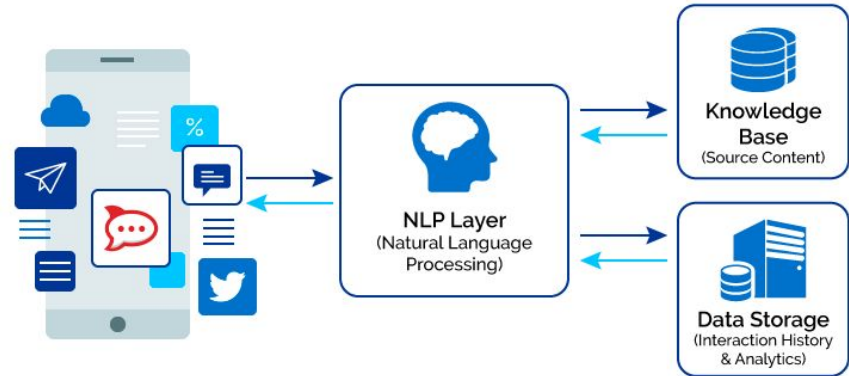 %
NLP Layer
(Natural Language
Processing)
Knowledge
Base
(Source Content)
Data Storage
(Interaction History
& Analytics)